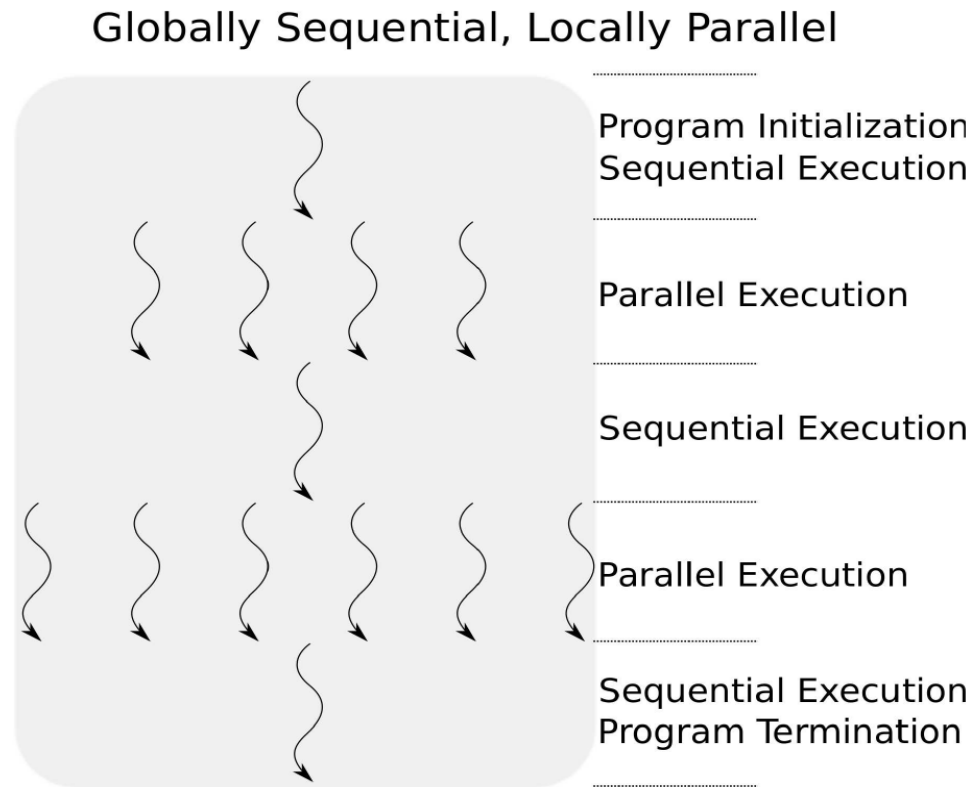 Globally Sequential, Locally Parallel
Program Initialization
Sequential Execution
Parallel Execution
Sequential Execution
Parallel Execution
Sequential Execution
Program Termination